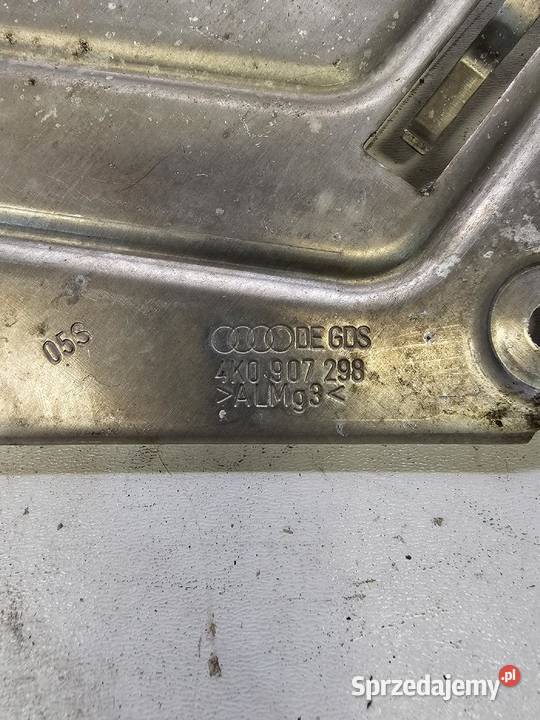 05S
DE GDS
4K0 907 298
>ALMg3<
Sprzedajemy.pl